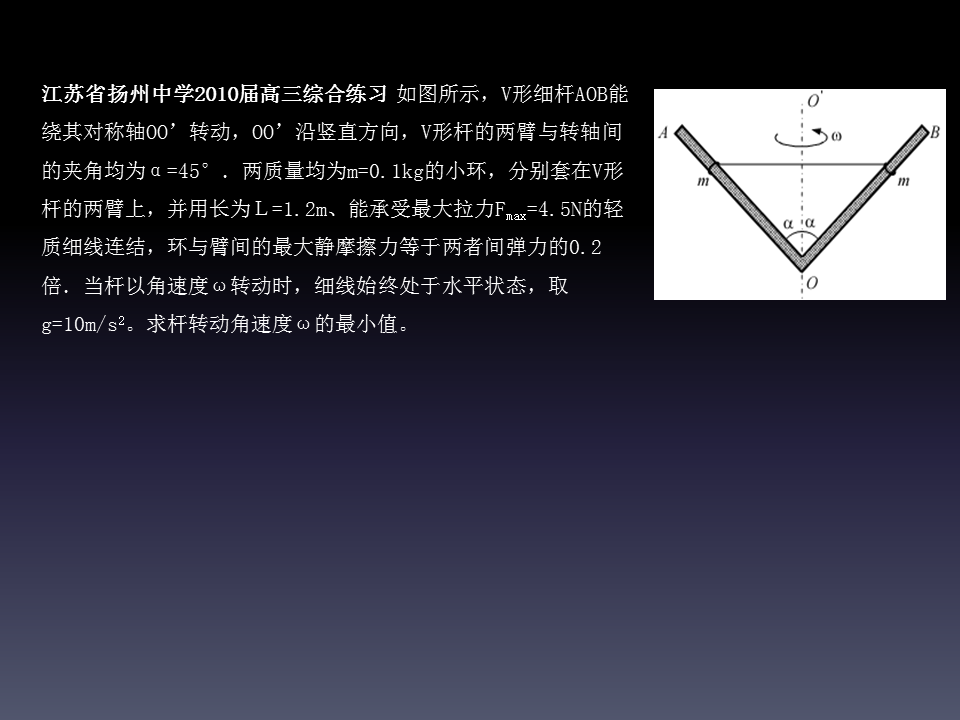 江苏省扬州中学2010届高三综合练习 如图所示，V形细杆AOB能
绕其对称轴OO’转动，OO’沿竖直方向，V形杆的两臂与转轴间
的夹角均为α=45°．两质量均为m=0.1kg的小环，分别套在V形
杆的两臂上，并用长为Ｌ=1.2m、能承受最大拉力Fmax=4.5N的轻
质细线连结，环与臂间的最大静摩擦力等于两者间弹力的0.2
倍．当杆以角速度ω转动时，细线始终处于水平状态，取
g=10m/s²。求杆转动角速度ω的最小值。
O'
A B
ω
m m
α α
O